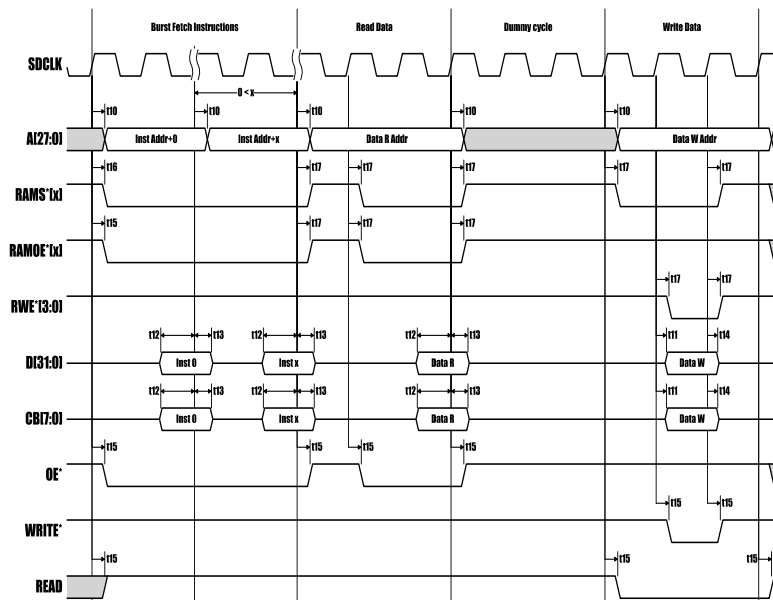 Burst Fetch Instructions Read Data Dummy cycle Write Data
SDCLK
0 < x
t10 t10 t10 t10 t10
A[27:0] Inst Addr+0 Inst Addr+x Data R Addr Data W Addr
t16 t17 t17 t17 t17 t17
RAMS*[x]
t15 t17 t17 t17
RAMOE*[x]
t17 t17
RWE*[3:0]
t12 t13 t12 t13 t12 t13 t11 t14
D[31:0] Inst 0 Inst x Data R Data W
t12 t13 t12 t13 t12 t13 t11 t14
CB[7:0] Inst 0 Inst x Data R Data W
t15 t15 t15 t15
OE*
t15 t15
WRITE*
t15 t15 t15
READ